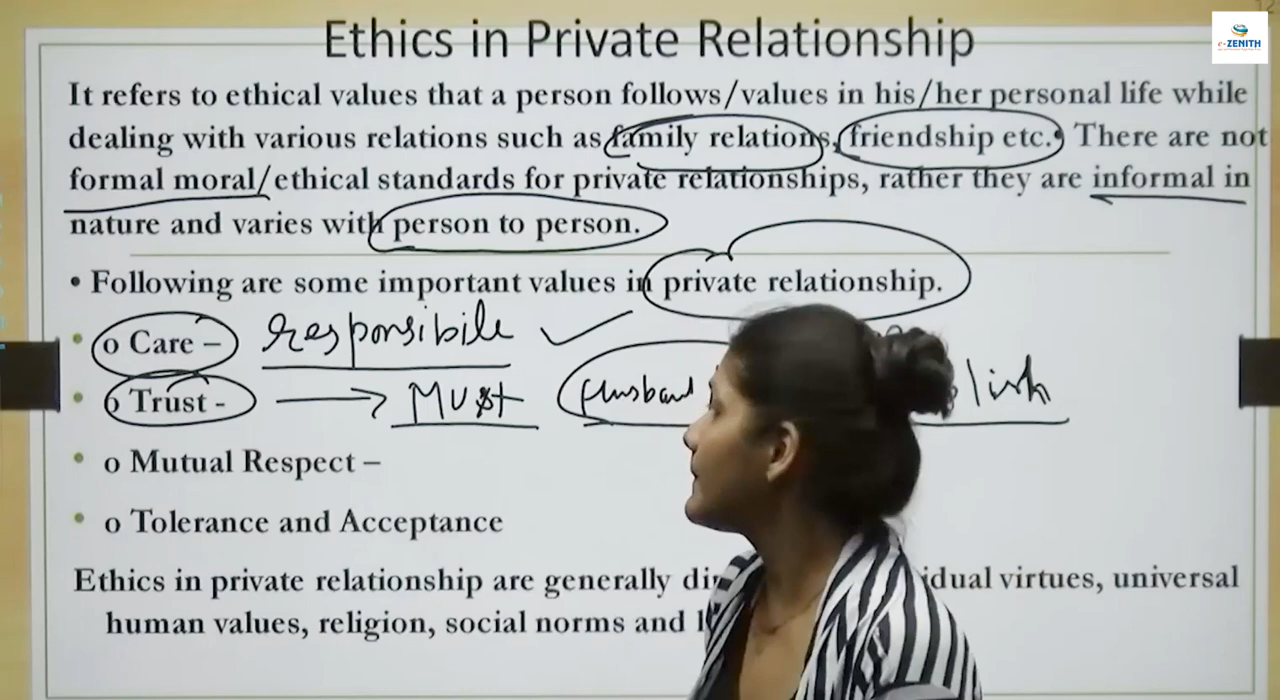 e-ZENITH
Ethics in Private Relationship
It refers to ethical values that a person follows/values in his/her personal life while
dealing with various relations such as family relations, friendship etc. There are not
formal moral/ethical standards for private relationships, rather they are informal in
nature and varies with person to person.
• Following are some important values in private relationship.
• o Care – Responsibile
• o Trust - → Must Husband
• o Mutual Respect –
• o Tolerance and Acceptance
Ethics in private relationship are generally virtues, universal
human values, religion, social norms and